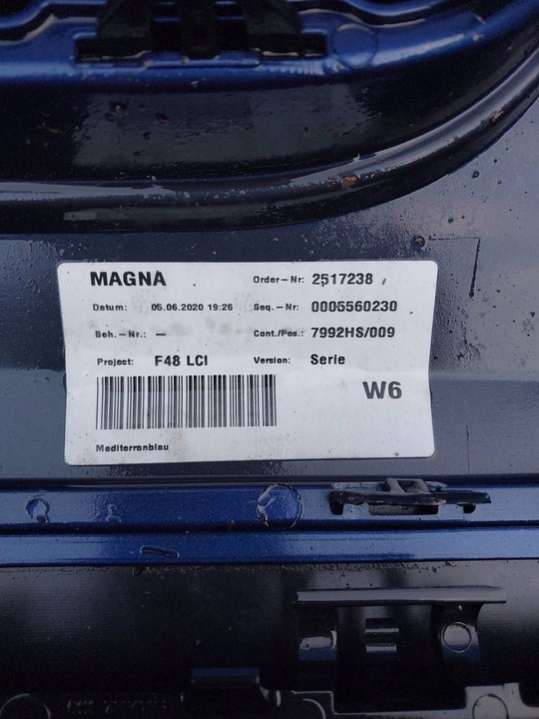 MAGNA
Order-Nr: 2517238
Datum: 05.06.2020 19:26
Seq.-Nr: 0005560230
Beh.-Nr.: —
Cont./Pos.: 7992HS/009
Project: F48 LCI
Version: Serie
W6
Mediterranblau